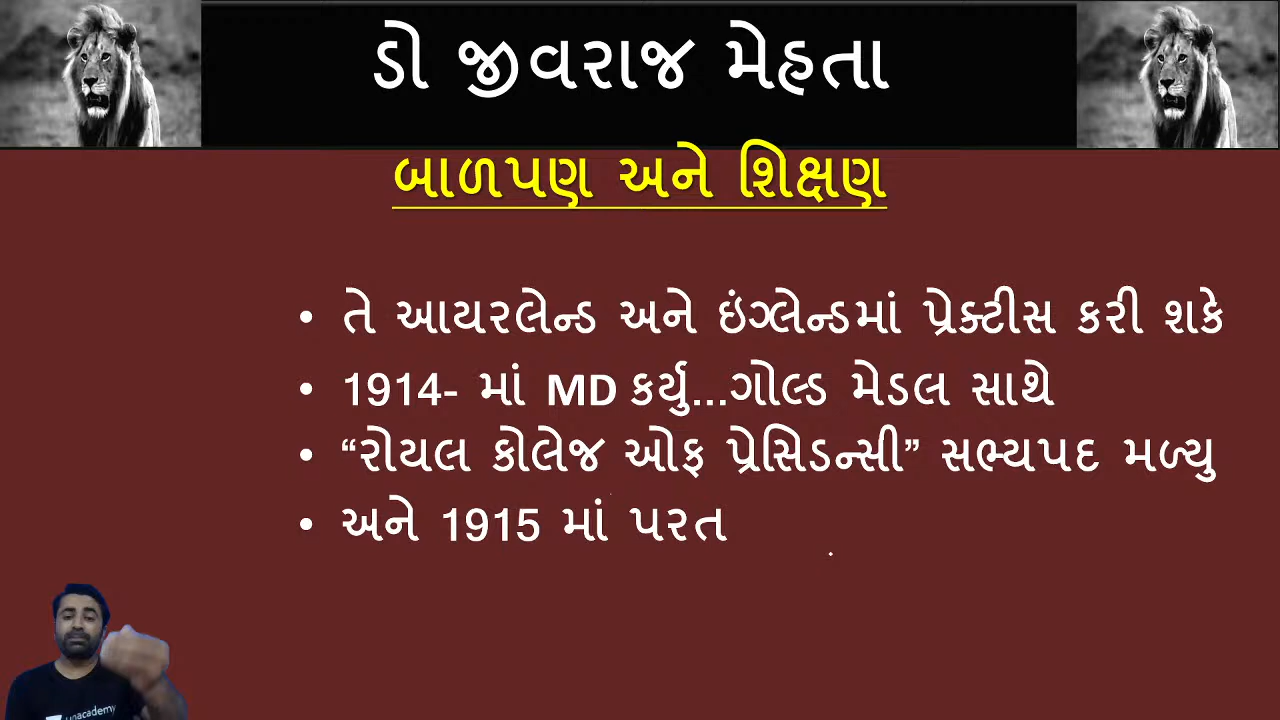 ડો જીવરાજ મેહતા
બાળપણ અને શિક્ષણ
• તે આયરલેન્ડ અને ઇંગ્લેન્ડમાં પ્રેક્ટીસ કરી શકે
• 1914- માં MD કર્યું...ગોલ્ડ મેડલ સાથે
• “રોયલ કોલેજ ઓફ પ્રેસિડન્સી” સભ્યપદ મળ્યુ
• અને 1915 માં પરત
unacademy